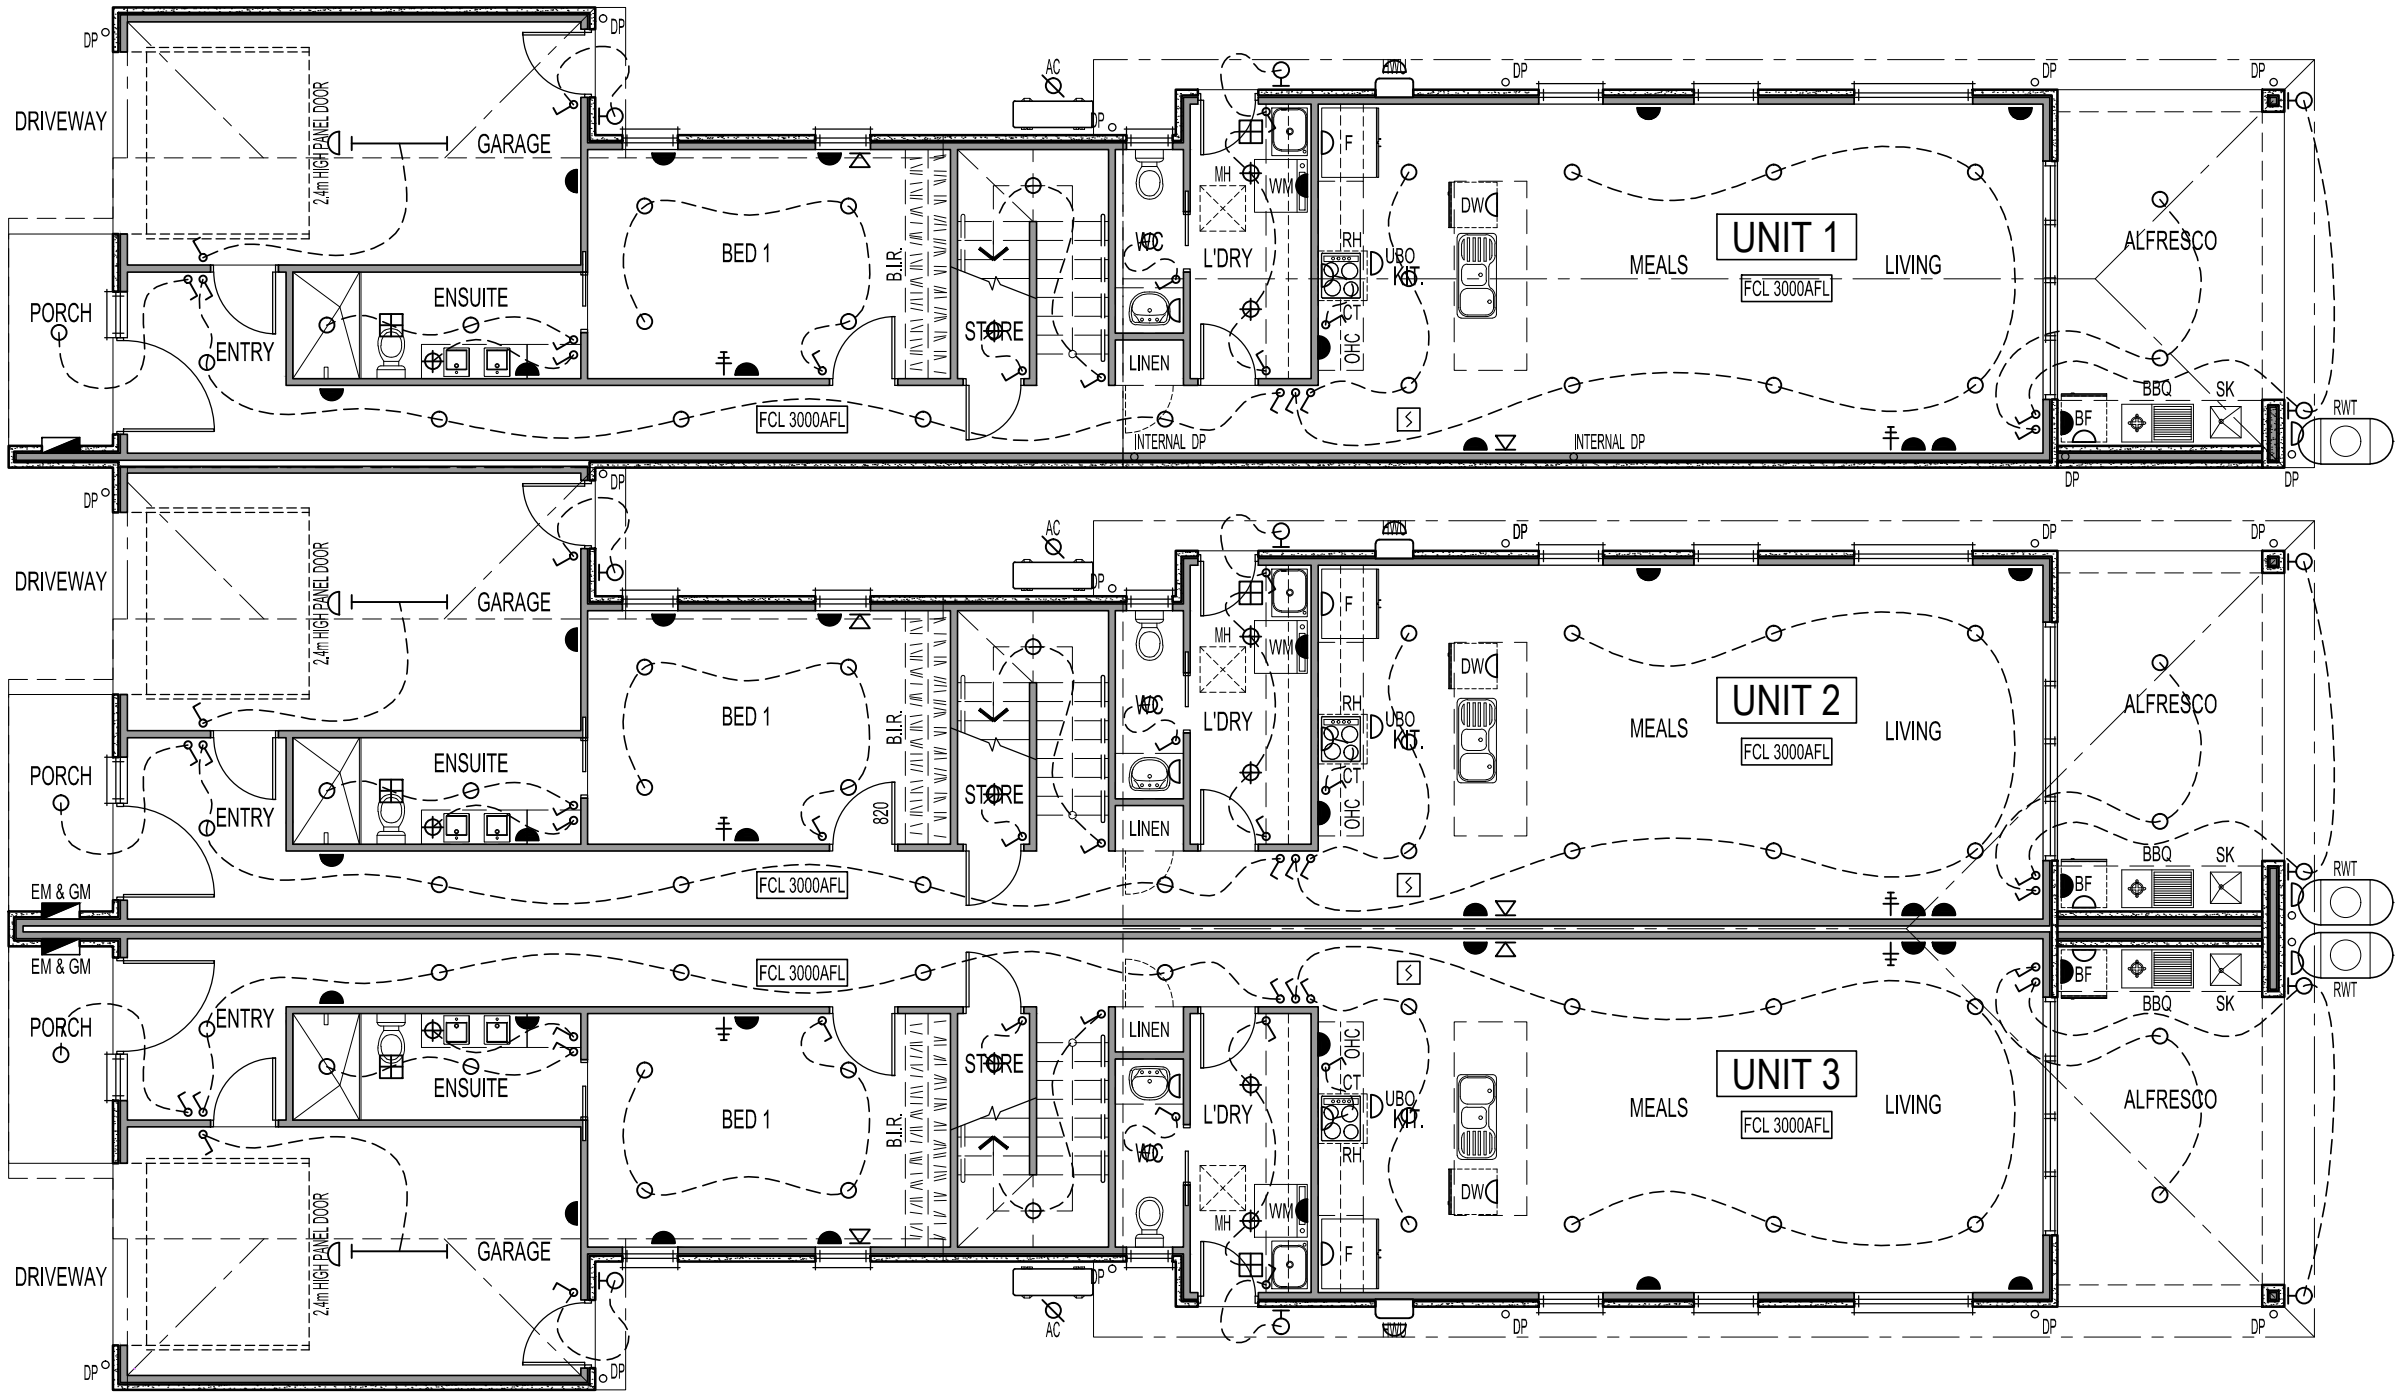 DP
DP
AC
HWU
DP
DP
DP
DRIVEWAY
2.4m HIGH PANEL DOOR
GARAGE
DP
F
MH
WM
DW
BED 1
B.I.R.
WC
L'DRY
RH
UBO
KIT.
UNIT 1
MEALS
LIVING
FCL 3000AFL
ALFRESCO
PORCH
ENSUITE
ENTRY
STORE
LINEN
CT
OHC
BBQ
SK
BF
RWT
FCL 3000AFL
INTERNAL DP
INTERNAL DP
DP
DP
DP
DP
AC
HWU
DP
DP
DP
DRIVEWAY
2.4m HIGH PANEL DOOR
GARAGE
DP
F
MH
WM
DW
BED 1
B.I.R.
WC
L'DRY
RH
UBO
KIT.
UNIT 2
MEALS
LIVING
FCL 3000AFL
ALFRESCO
PORCH
ENSUITE
ENTRY
820
STORE
LINEN
CT
OHC
BBQ
SK
BF
RWT
EM & GM
FCL 3000AFL
EM & GM
FCL 3000AFL
BF
BBQ
SK
RWT
PORCH
ENTRY
ENSUITE
STORE
LINEN
OHC
CT
UBO
KIT.
RH
UNIT 3
MEALS
LIVING
FCL 3000AFL
ALFRESCO
BED 1
B.I.R.
WC
L'DRY
MH
WM
DW
F
DRIVEWAY
2.4m HIGH PANEL DOOR
GARAGE
DP
AC
HWU
DP
DP
DP
DP
DP